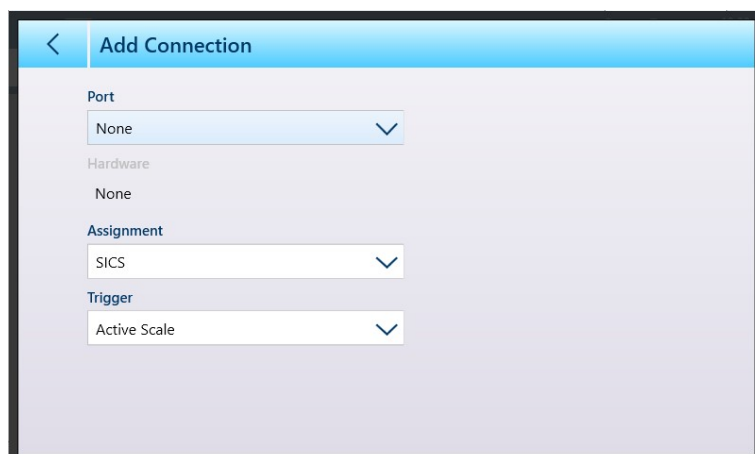 Add Connection
Port
None
Hardware
None
Assignment
SICS
Trigger
Active Scale